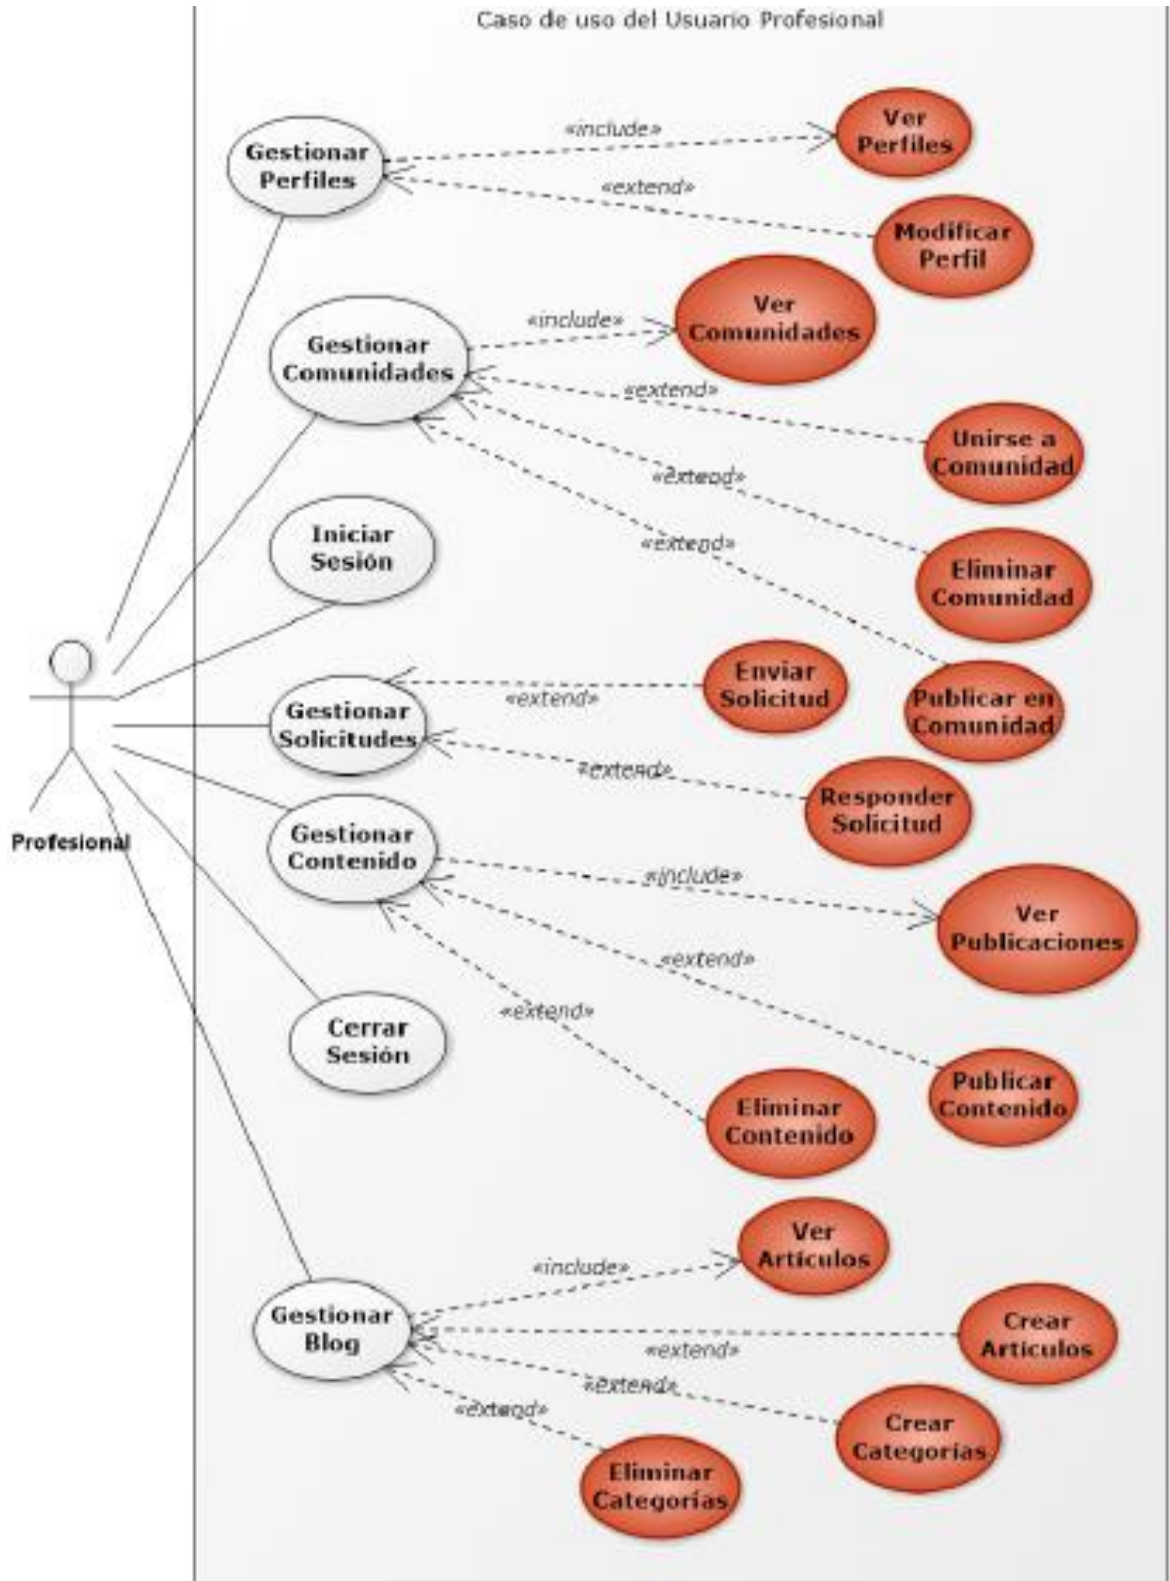 Caso de uso del Usuario Profesional
Gestionar
Perfiles
«include»
Ver
Perfiles
«extend»
Modificar
Perfil
Gestionar
Comunidades
«include»
Ver
Comunidades
«extend»
Unirse a
Comunidad
«extend»
Eliminar
Comunidad
«extend»
Publicar en
Comunidad
Iniciar
Sesión
Profesional
Gestionar
Solicitudes
«extend»
Enviar
Solicitud
«extend»
Responder
Solicitud
Gestionar
Contenido
«include»
Ver
Publicaciones
«extend»
Publicar
Contenido
«extend»
Eliminar
Contenido
Cerrar
Sesión
Gestionar
Blog
«include»
Ver
Artículos
«extend»
Crear
Artículos
«extend»
Crear
Categorías
«extend»
Eliminar
Categorías